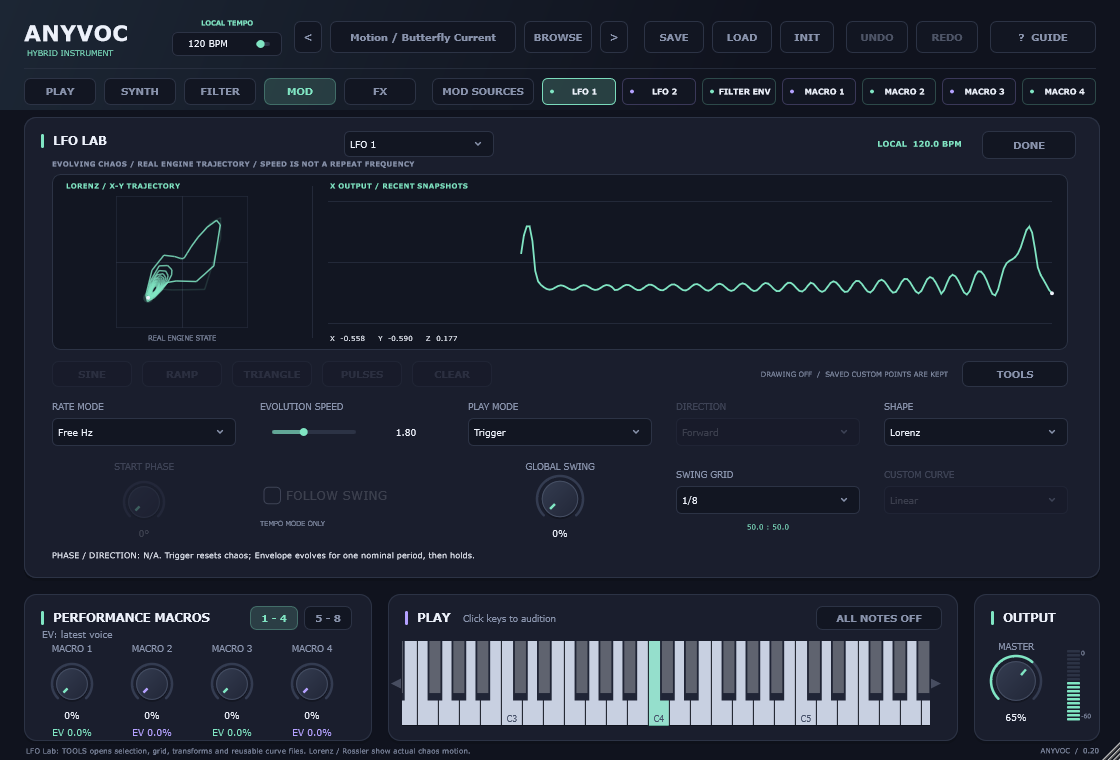 ANYVOC
HYBRID INSTRUMENT
LOCAL TEMPO
120 BPM
<
Motion / Butterfly Current
BROWSE
>
SAVE
LOAD
INIT
UNDO
REDO
? GUIDE
PLAY
SYNTH
FILTER
MOD
FX
MOD SOURCES
LFO 1
LFO 2
FILTER ENV
MACRO 1
MACRO 2
MACRO 3
MACRO 4
LFO LAB
LFO 1
LOCAL 120.0 BPM
DONE
EVOLVING CHAOS / REAL ENGINE TRAJECTORY / SPEED IS NOT A REPEAT FREQUENCY
LORENZ / X-Y TRAJECTORY
X OUTPUT / RECENT SNAPSHOTS
REAL ENGINE STATE
X -0.558 Y -0.590 Z 0.177
SINE
RAMP
TRIANGLE
PULSES
CLEAR
DRAWING OFF / SAVED CUSTOM POINTS ARE KEPT
TOOLS
RATE MODE
EVOLUTION SPEED
PLAY MODE
DIRECTION
SHAPE
Free Hz
1.80
Trigger
Forward
Lorenz
START PHASE
0°
FOLLOW SWING
TEMPO MODE ONLY
GLOBAL SWING
0%
SWING GRID
1/8
50.0 : 50.0
CUSTOM CURVE
Linear
PHASE / DIRECTION: N/A. Trigger resets chaos; Envelope evolves for one nominal period, then holds.
PERFORMANCE MACROS
1 - 4
5 - 8
EV: latest voice
MACRO 1
MACRO 2
MACRO 3
MACRO 4
0%
0%
0%
0%
EV 0.0%
EV 0.0%
EV 0.0%
EV 0.0%
PLAY
Click keys to audition
ALL NOTES OFF
C3
C4
C5
OUTPUT
MASTER
65%
0
-60
LFO Lab: TOOLS opens selection, grid, transforms and reusable curve files. Lorenz / Rossler show actual chaos motion.
ANYVOC / 0.20